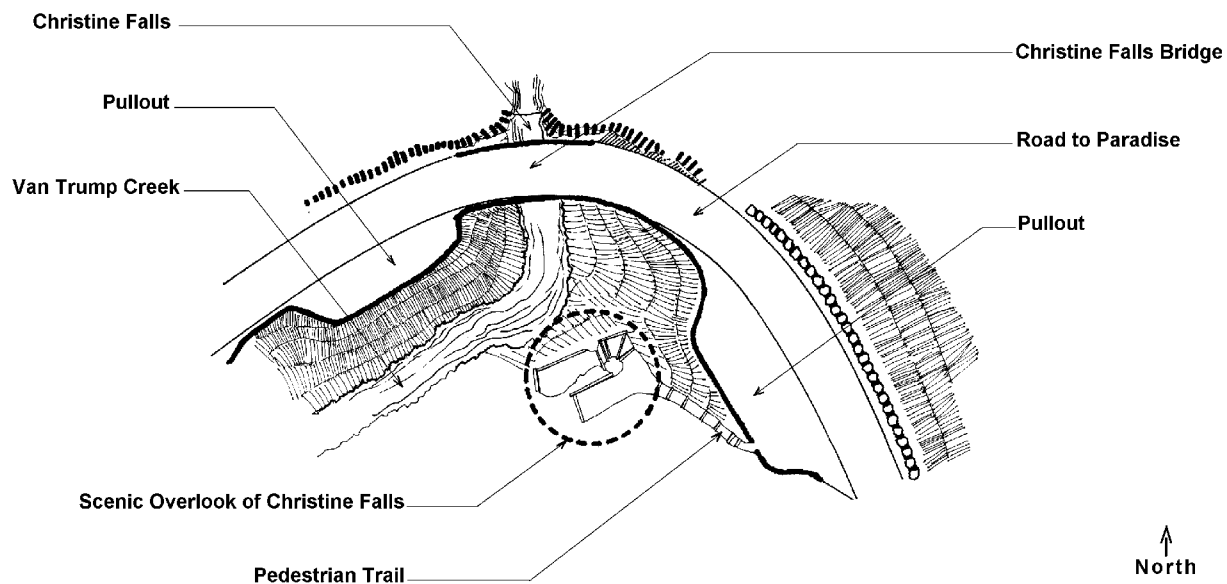 Christine Falls
Christine Falls Bridge
Pullout
Road to Paradise
Van Trump Creek
Pullout
Scenic Overlook of Christine Falls
Pedestrian Trail
North